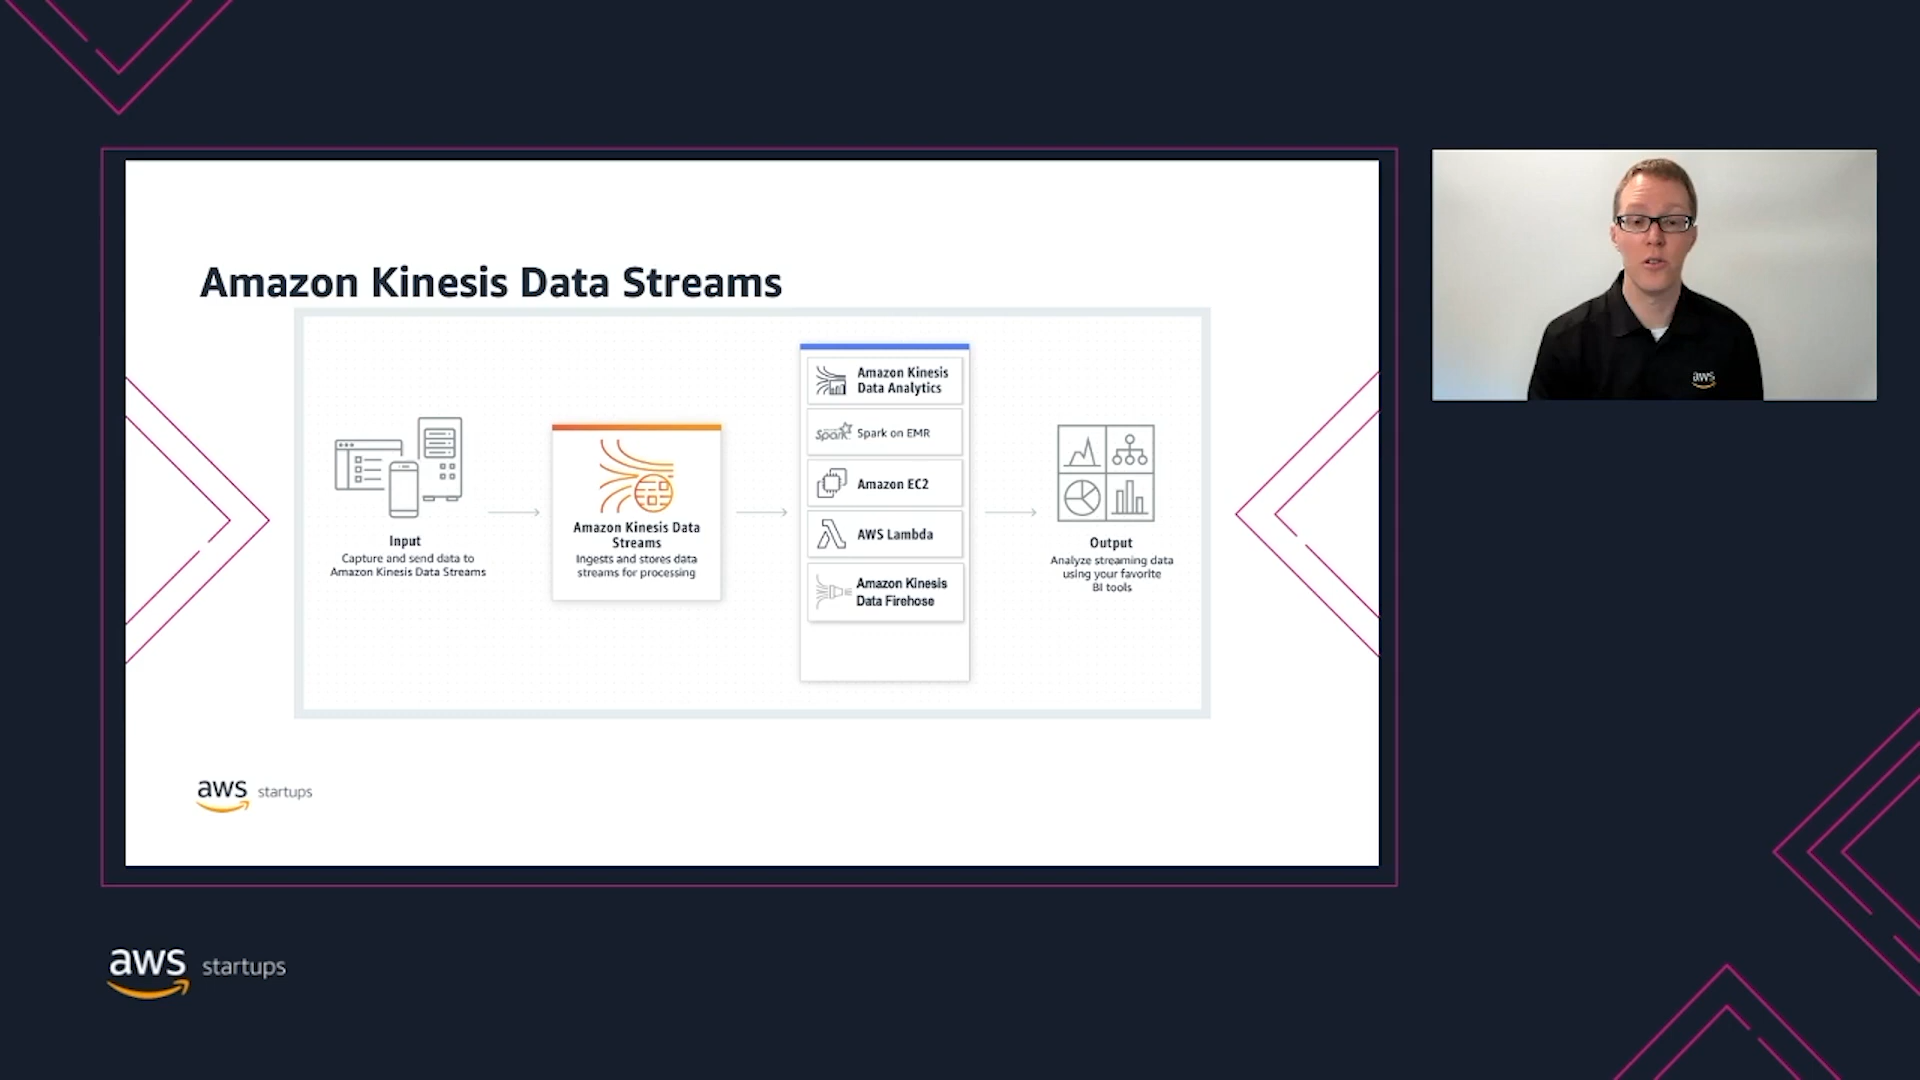 Amazon Kinesis Data Streams
Input
Capture and send data to
Amazon Kinesis Data Streams
Amazon Kinesis Data
Streams
Ingests and stores data
streams for processing
Amazon Kinesis
Data Analytics
Spark
Spark on EMR
Amazon EC2
AWS Lambda
Amazon Kinesis
Data Firehose
Output
Analyze streaming data
using your favorite
BI tools
aws startups
aws
aws startups